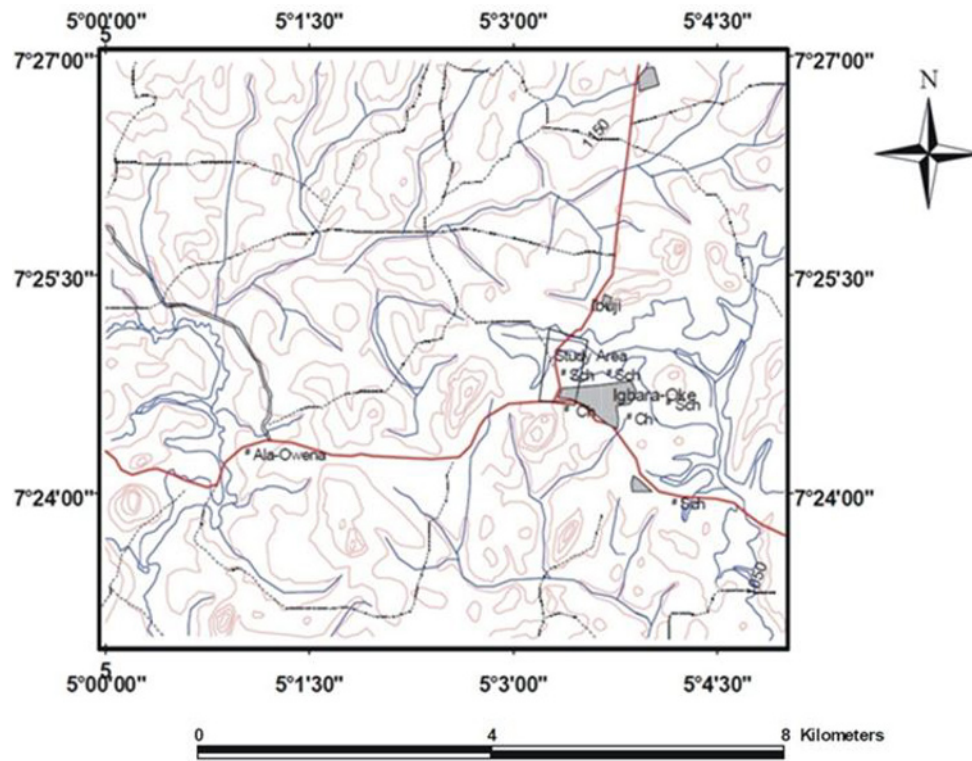 5°00'00" 5°1'30" 5°3'00" 5°4'30"
5
7°27'00" 7°27'00"
N
1150
7°25'30" 7°25'30"
Ibuji
Study Area
Sch Sch
Igbara-Oke
Sch
Ch
Ch
Ala-Owena
7°24'00" 7°24'00"
Sch
1050
5
5°00'00" 5°1'30" 5°3'00" 5°4'30"
0 4 8 Kilometers